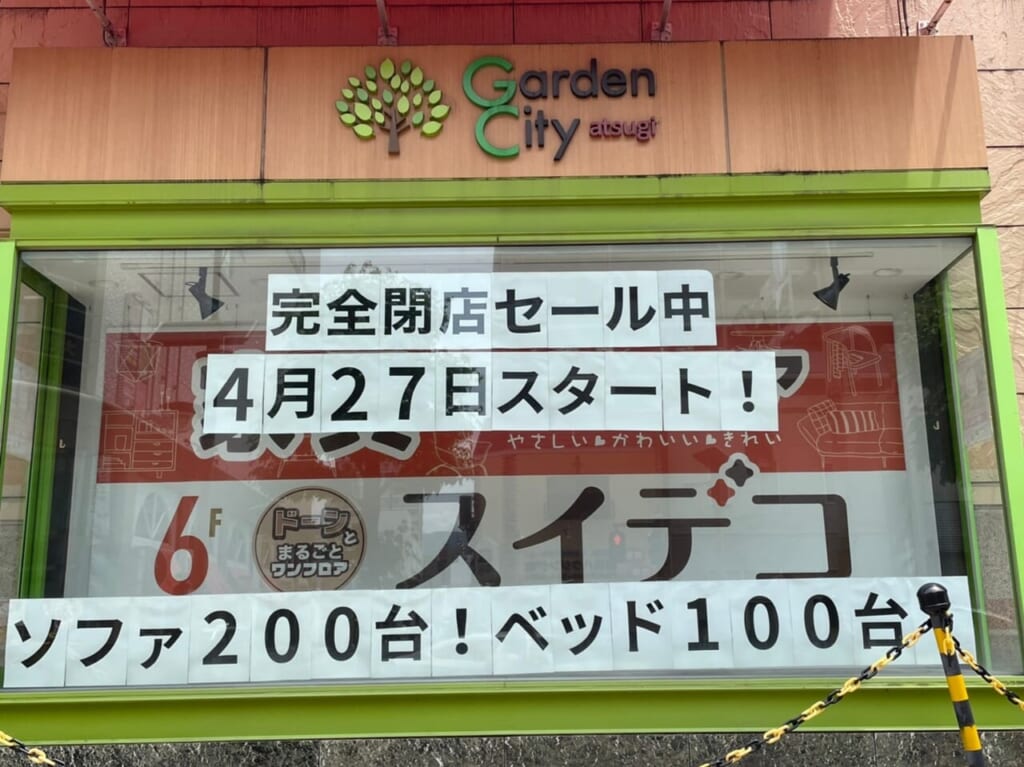 Garden
City atsugi
完全閉店セール中
4月27日スタート！
やさしい♥かわいい♥きれい
6F
ドーンと
まるごと
ワンフロア
スイデコ
ソファ200台！ベッド100台